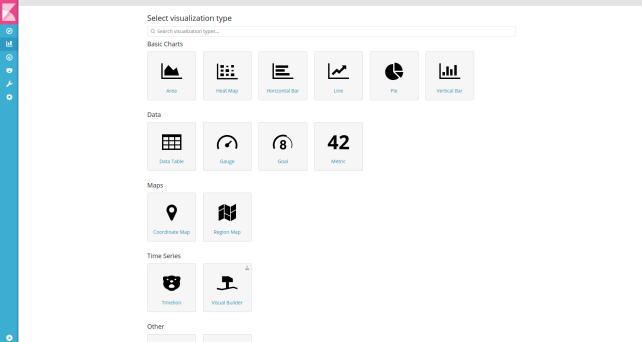 Select visualization type
Search visualization types...
Basic Charts
Area
Heat Map
Horizontal Bar
Line
Pie
Vertical Bar
Data
8
42
Data Table
Gauge
Goal
Metric
Maps
Coordinate Map
Region Map
Time Series
Timelion
Visual Builder
Other